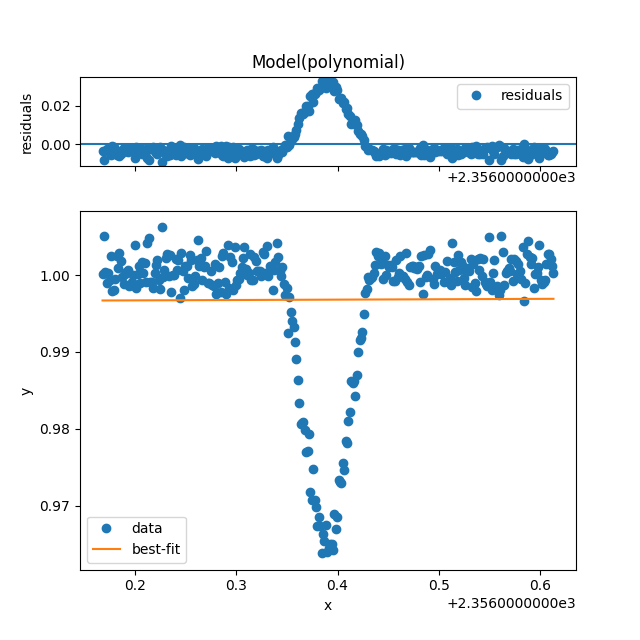 Model(polynomial)
residuals
0.02
0.00
residuals
+2.3560000000e3
y
1.00
0.99
0.98
0.97
data
best-fit
0.2 0.3 0.4 0.5 0.6
x
+2.3560000000e3